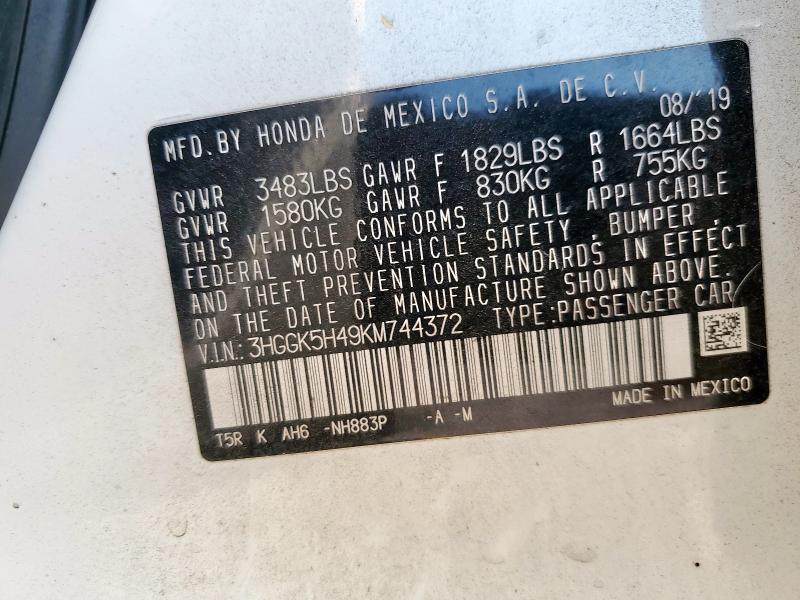 MFD. BY HONDA DE MEXICO S.A. DE C.V. 08/'19
GVWR 3483LBS GAWR F 1829LBS R 1664LBS
GVWR 1580KG GAWR F 830KG R 755KG
THIS VEHICLE CONFORMS TO ALL APPLICABLE
FEDERAL MOTOR VEHICLE SAFETY , BUMPER ,
AND THEFT PREVENTION STANDARDS IN EFFECT
ON THE DATE OF MANUFACTURE SHOWN ABOVE.
V.I.N.: 3HGGK5H49KM744372 TYPE:PASSENGER CAR
MADE IN MEXICO
T5R K AH6 -NH883P -A -M